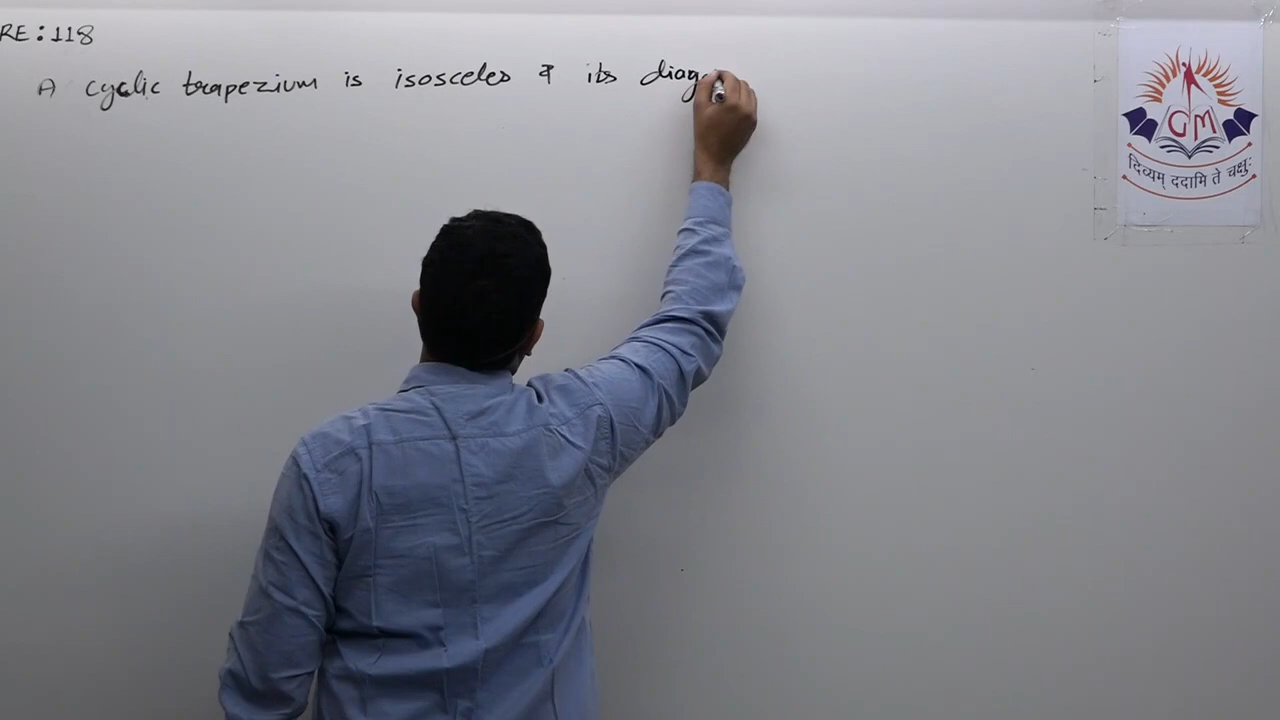 RE:118
A cyclic trapezium is isosceles & its diag
GM
दिव्यम् ददामि ते चक्षुः